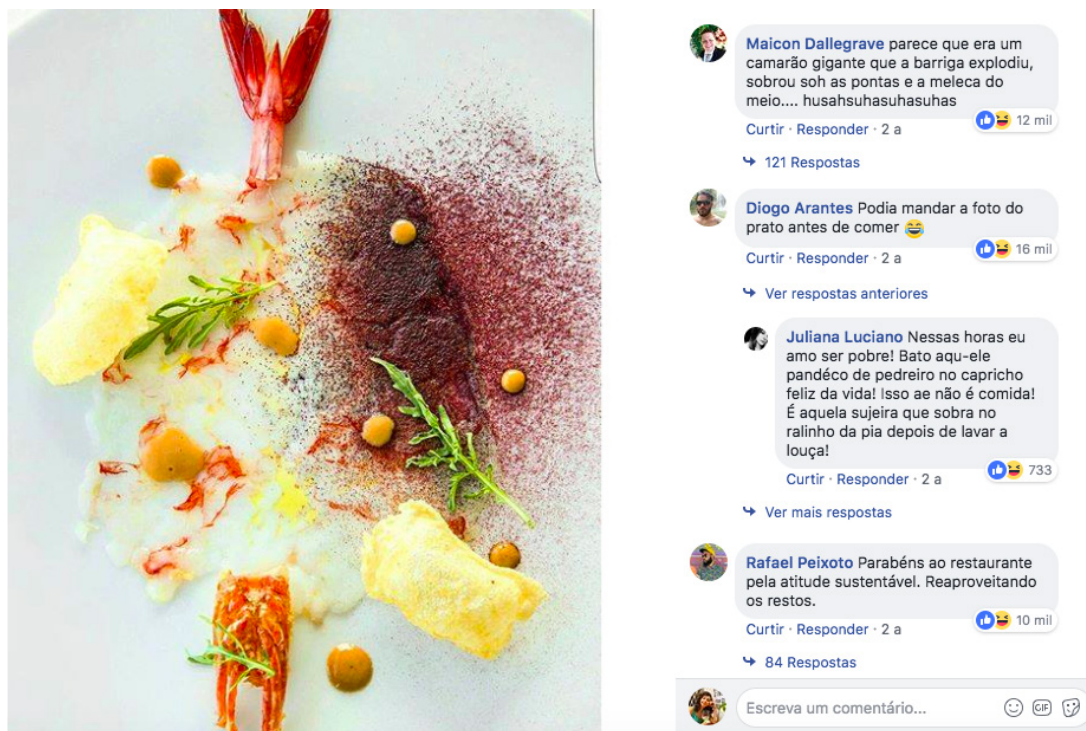 Maicon Dallegrave parece que era um
camarão gigante que a barriga explodiu,
sobrou soh as pontas e a meleca do
meio.... husahsuhasuhasuhas
12 mil
Curtir · Responder · 2 a
121 Respostas
Diogo Arantes Podia mandar a foto do
prato antes de comer 😂
16 mil
Curtir · Responder · 2 a
Ver respostas anteriores
Juliana Luciano Nessas horas eu
amo ser pobre! Bato aqu-ele
pandéco de pedreiro no capricho
feliz da vida! Isso ae não é comida!
É aquela sujeira que sobra no
ralinho da pia depois de lavar a
louça!
733
Curtir · Responder · 2 a
Ver mais respostas
Rafael Peixoto Parabéns ao restaurante
pela atitude sustentável. Reaproveitando
os restos.
10 mil
Curtir · Responder · 2 a
84 Respostas
Escreva um comentário...
GIF